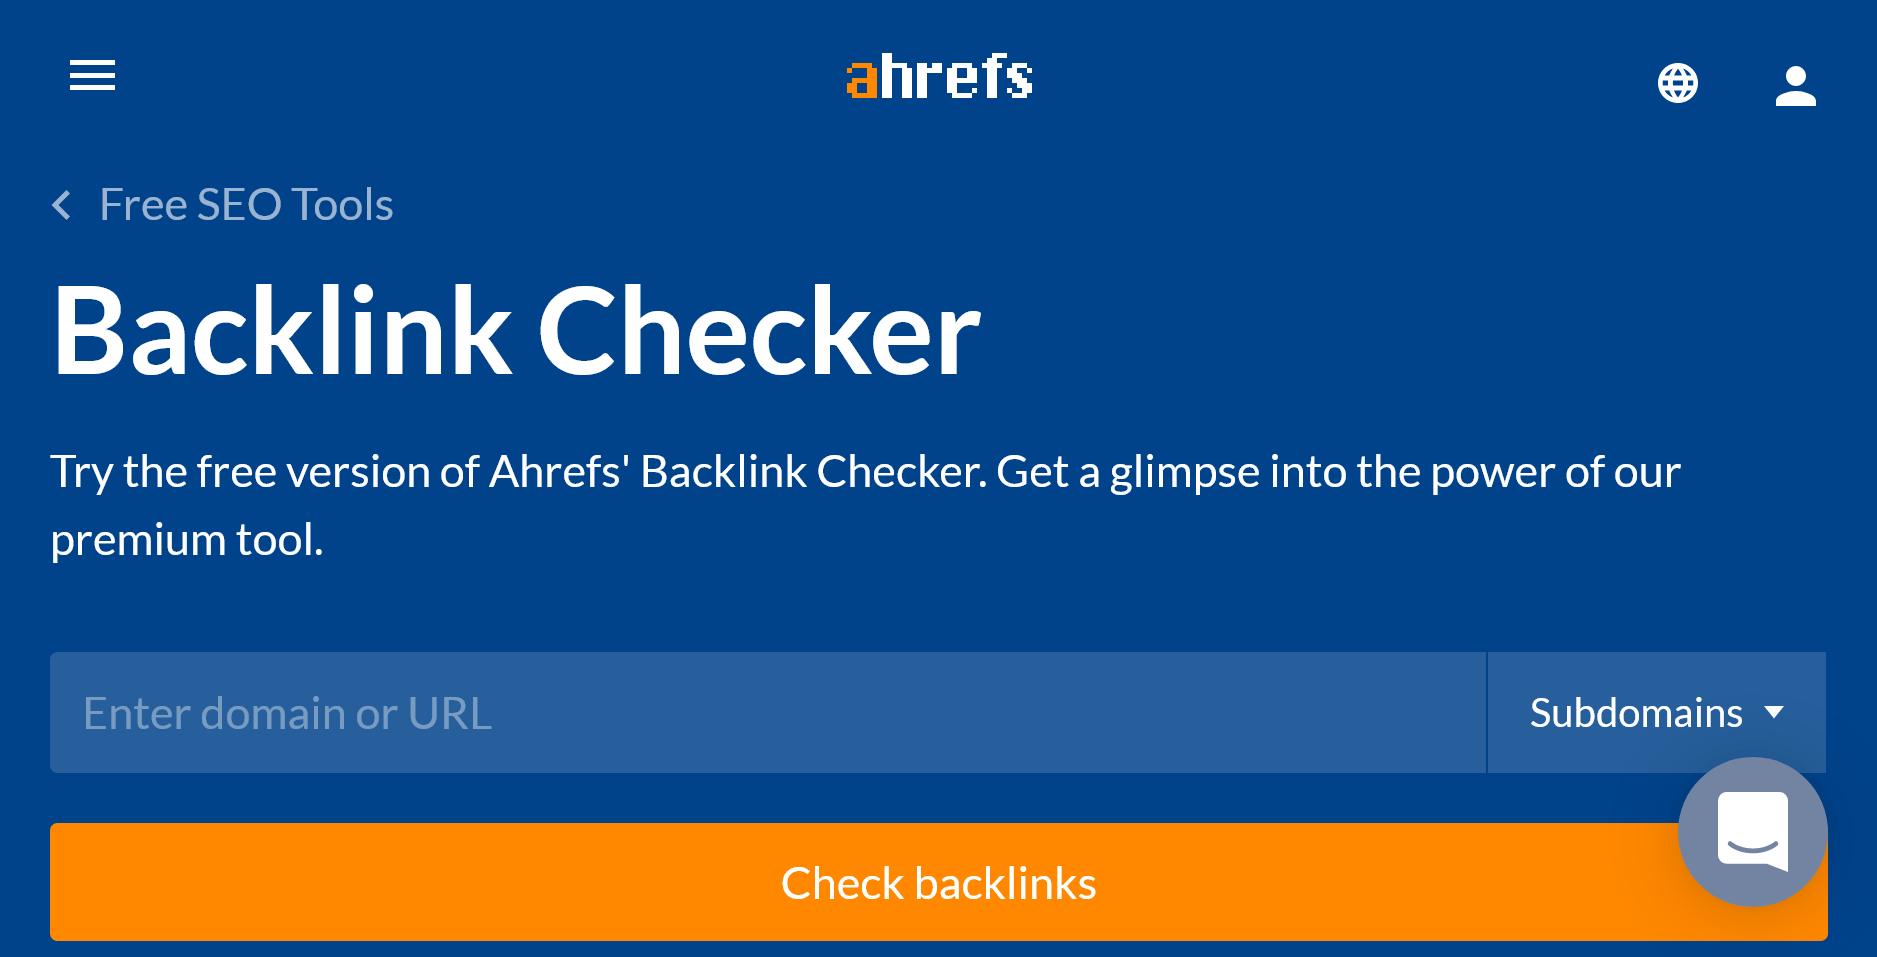 ahrefs
Free SEO Tools
Backlink Checker
Try the free version of Ahrefs' Backlink Checker. Get a glimpse into the power of our
premium tool.
Enter domain or URL
Subdomains
Check backlinks